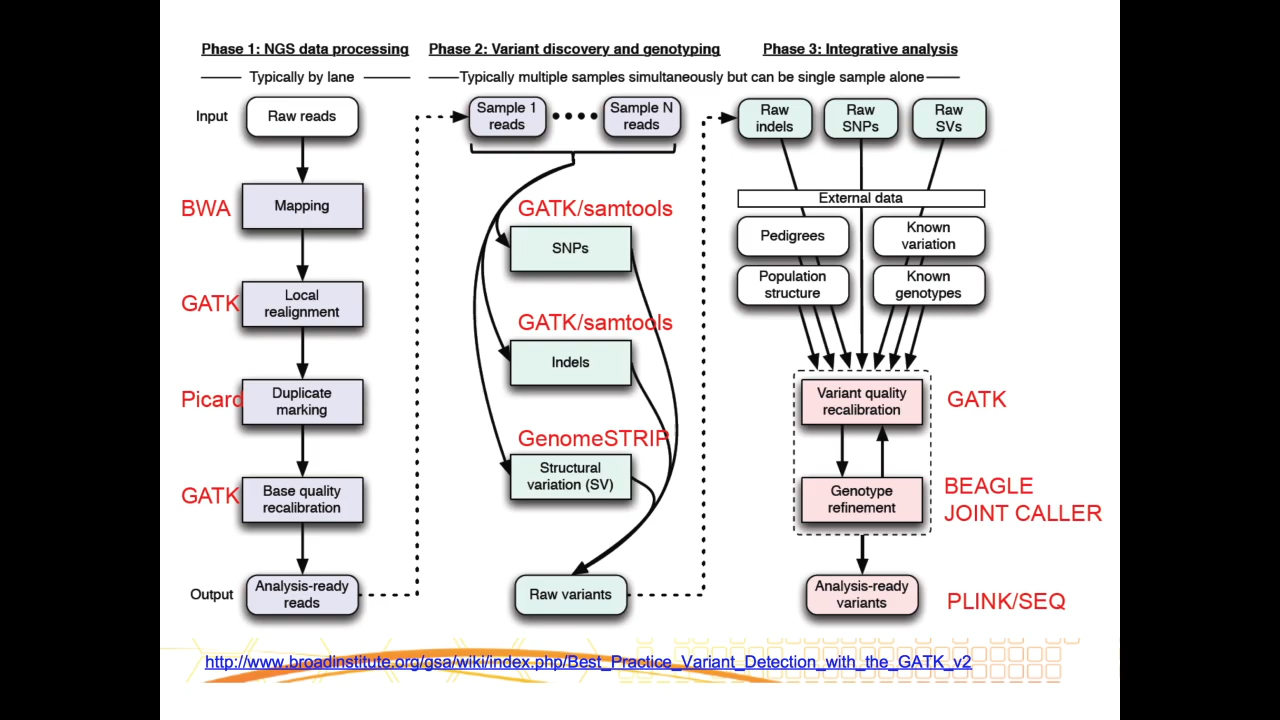 Phase 1: NGS data processing
Typically by lane
Input
Raw reads
BWA
Mapping
GATK
Local
realignment
Picard
Duplicate
marking
GATK
Base quality
recalibration
Output
Analysis-ready
reads
Phase 2: Variant discovery and genotyping
Typically multiple samples simultaneously but can be single sample alone
Sample 1
reads
Sample N
reads
GATK/samtools
SNPs
GATK/samtools
Indels
GenomeSTRIP
Structural
variation (SV)
Raw variants
Phase 3: Integrative analysis
Raw
indels
Raw
SNPs
Raw
SVs
External data
Pedigrees
Known
variation
Population
structure
Known
genotypes
Variant quality
recalibration
GATK
Genotype
refinement
BEAGLE
JOINT CALLER
Analysis-ready
variants
PLINK/SEQ
http://www.broadinstitute.org/gsa/wiki/index.php/Best_Practice_Variant_Detection_with_the_GATK_v2